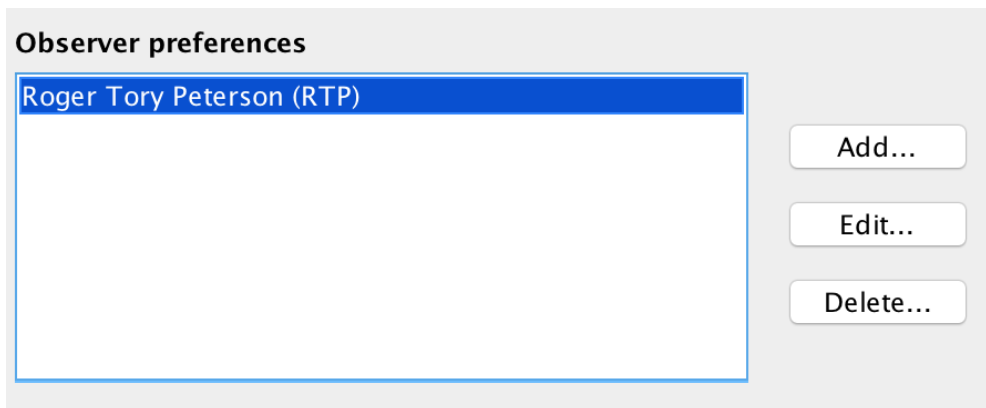 Observer preferences
Roger Tory Peterson (RTP)
Add...
Edit...
Delete...